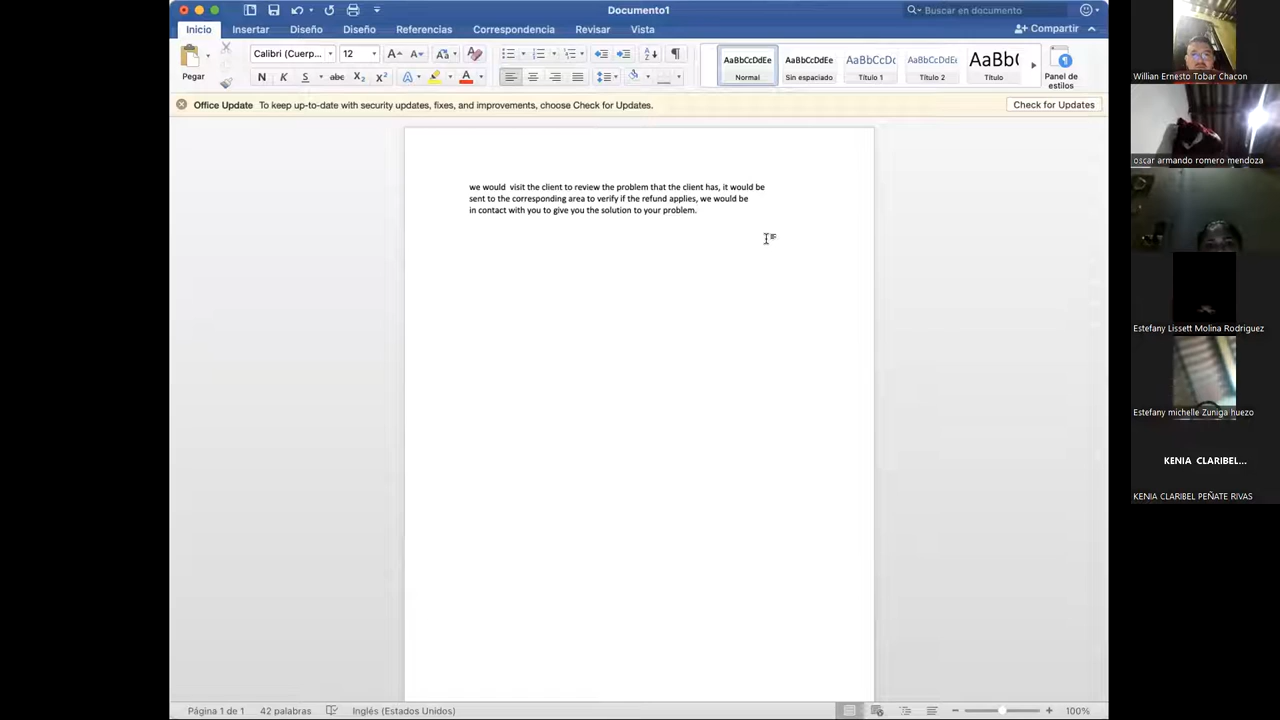 Documento1
Buscar en documento
Inicio Insertar Diseño Diseño Referencias Correspondencia Revisar Vista Compartir
Pegar
Calibri (Cuerp... 12
N K S abc X2 X2
AaBbCcDdEe AaBbCcDdEe AaBbCcDc AaBbCcDdEe AaBbC
Normal Sin espaciado Título 1 Título 2 Título
Panel de
estilos
Office Update To keep up-to-date with security updates, fixes, and improvements, choose Check for Updates. Check for Updates
we would  visit the client to review the problem that the client has, it would be
sent to the corresponding area to verify if the refund applies, we would be
in contact with you to give you the solution to your problem.
Página 1 de 1 42 palabras Inglés (Estados Unidos) 100%
Willian Ernesto Tobar Chacon
oscar armando romero mendoza
Estefany Lissett Molina Rodriguez
Estefany michelle Zuniga huezo
KENIA CLARIBEL...
KENIA CLARIBEL PEÑATE RIVAS